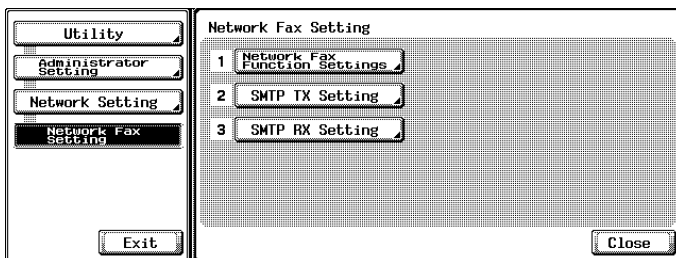 Utility
Administrator
Setting
Network Setting
Network Fax
Setting
Exit
Network Fax Setting
1 Network Fax
Function Settings
2 SMTP TX Setting
3 SMTP RX Setting
Close